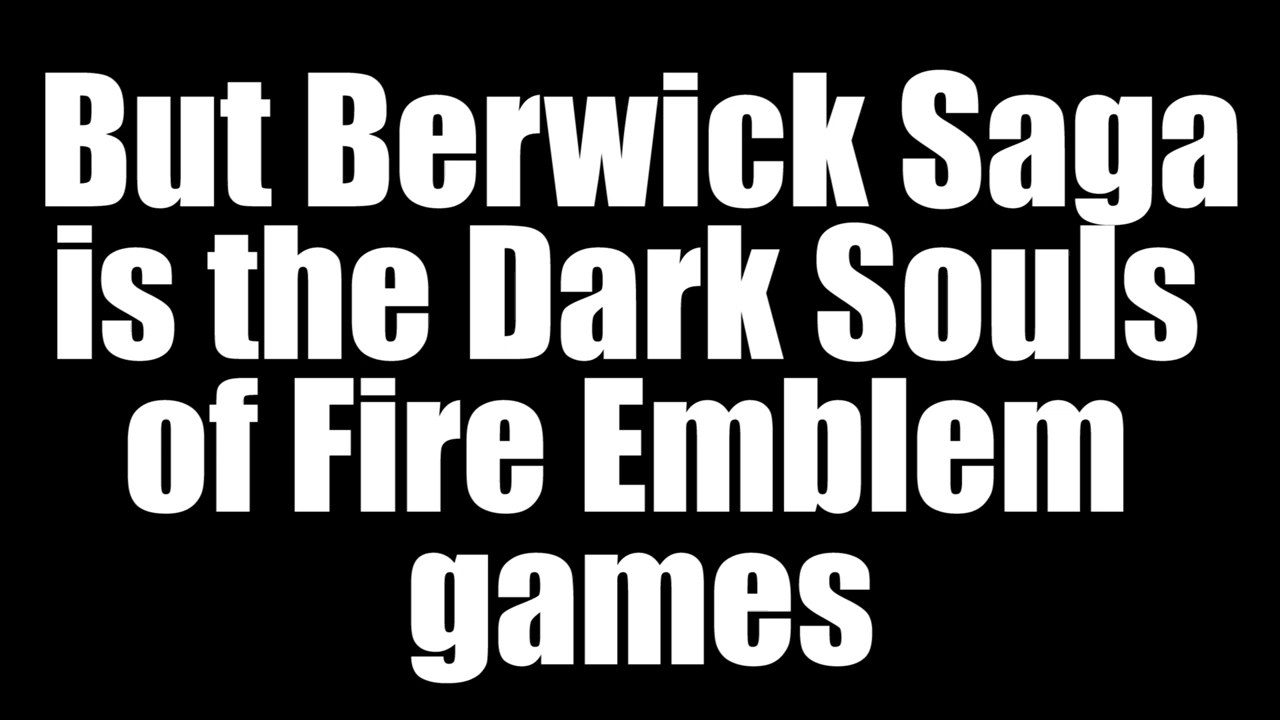 But Berwick Saga
is the Dark Souls
of Fire Emblem
games